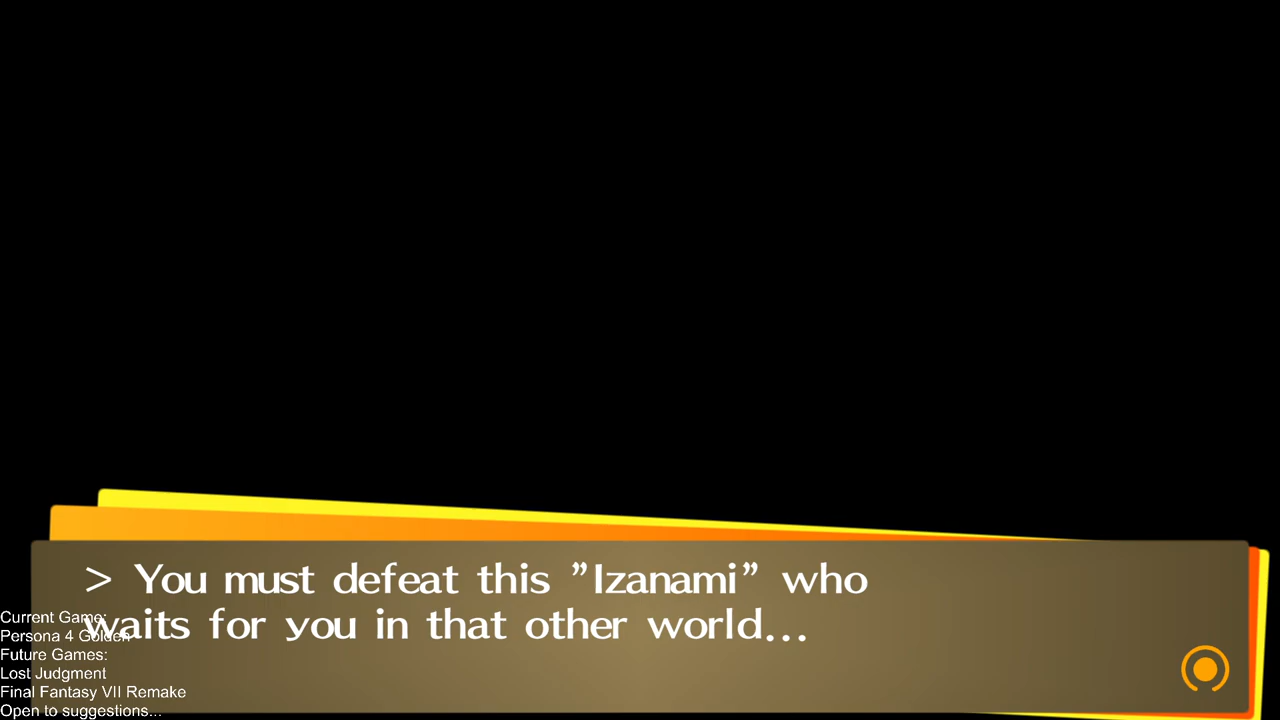 > You must defeat this "Izanami" who
waits for you in that other world...
Current Game:
Persona 4 Golden
Future Games:
Lost Judgment
Final Fantasy VII Remake
Open to suggestions...